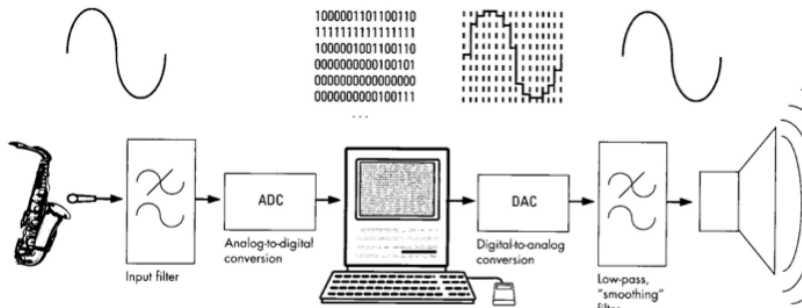 1000001101100110
1111111111111111
1000001001100110
0000000000100101
0000000000000000
0000000000100111
...
ADC
DAC
Analog-to-digital
conversion
Digital-to-analog
conversion
Input filter
Low-pass,
"smoothing"
filter